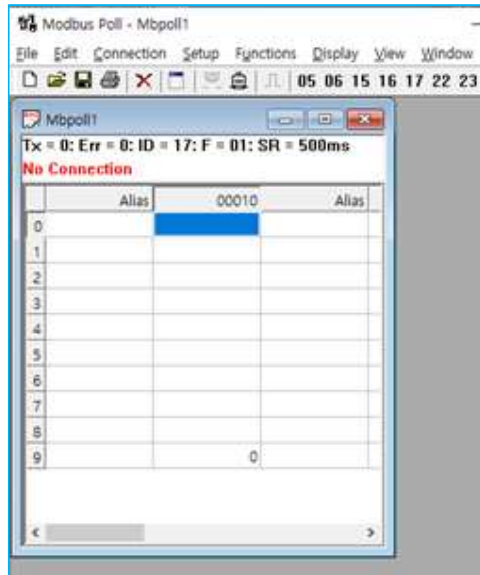 Modbus Poll - Mbpoll1
File Edit Connection Setup Functions Display View Window
05 06 15 16 17 22 23
Mbpoll1
Tx = 0: Err = 0: ID = 17: F = 01: SR = 500ms
No Connection
Alias 00010 Alias
0
1
2
3
4
5
6
7
8
9 0